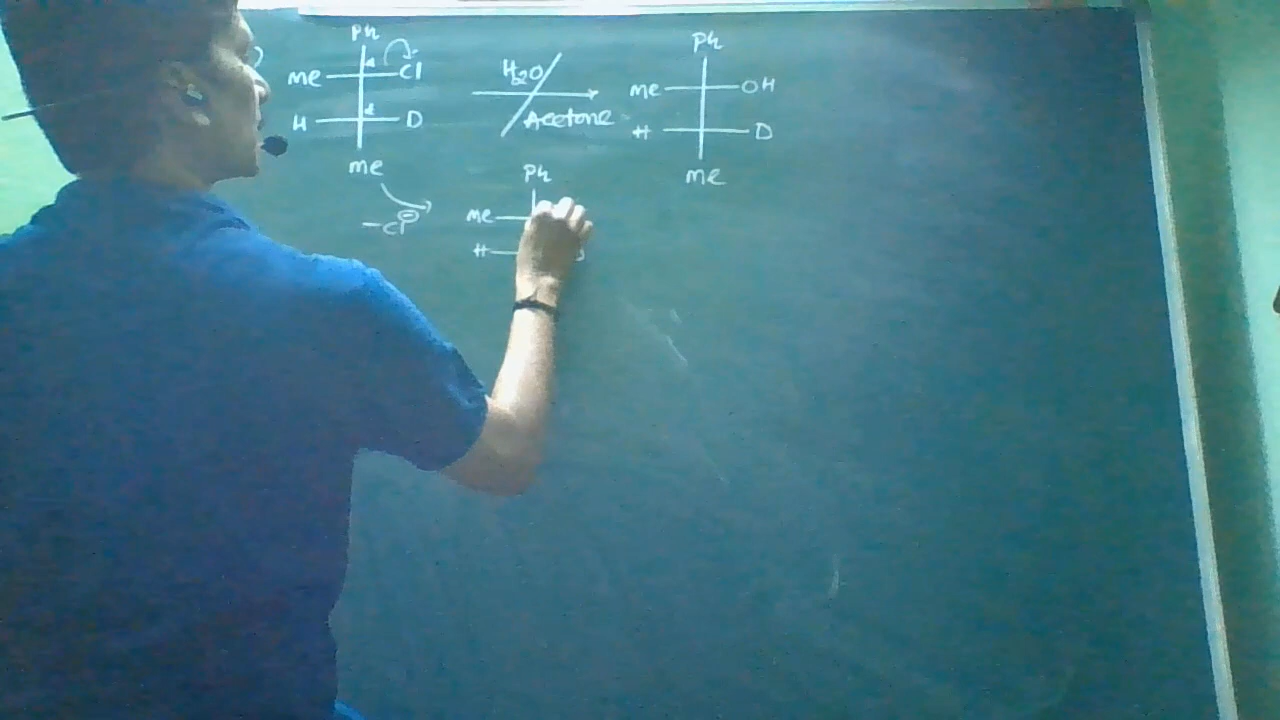 Ph
Me Cl
H D
Me
H2O
Acetone
Ph
Me OH
H D
Me
-Cl⊖
Ph
Me
H